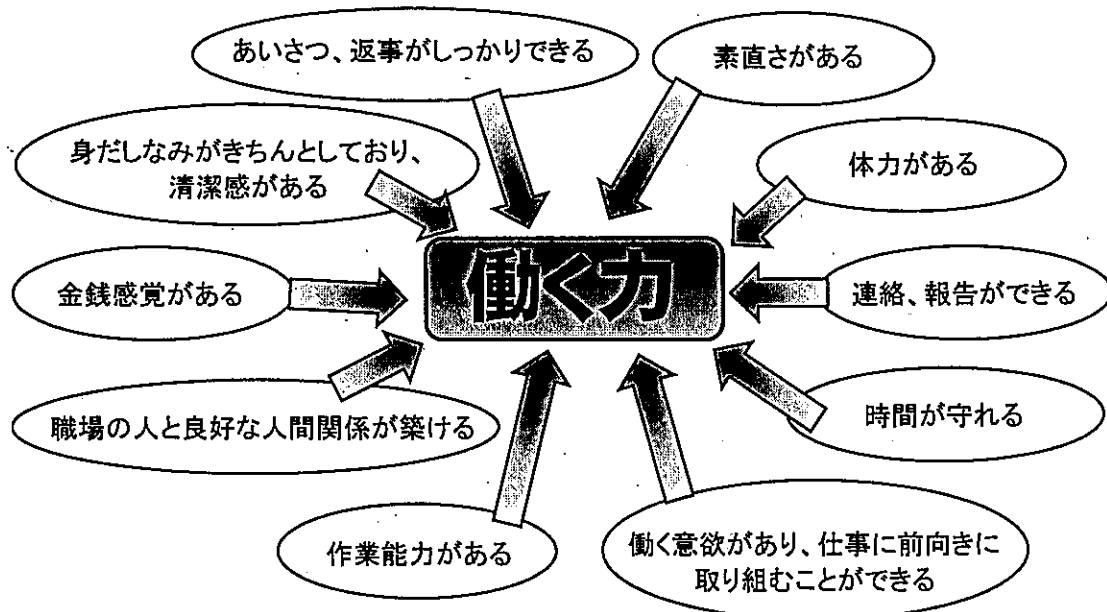 あいさつ、返事がしっかりできる
素直さがある
身だしなみがきちんとしており、
清潔感がある
体力がある
働く力
金銭感覚がある
連絡、報告ができる
職場の人と良好な人間関係が築ける
時間が守れる
作業能力がある
働く意欲があり、仕事に前向きに
取り組むことができる